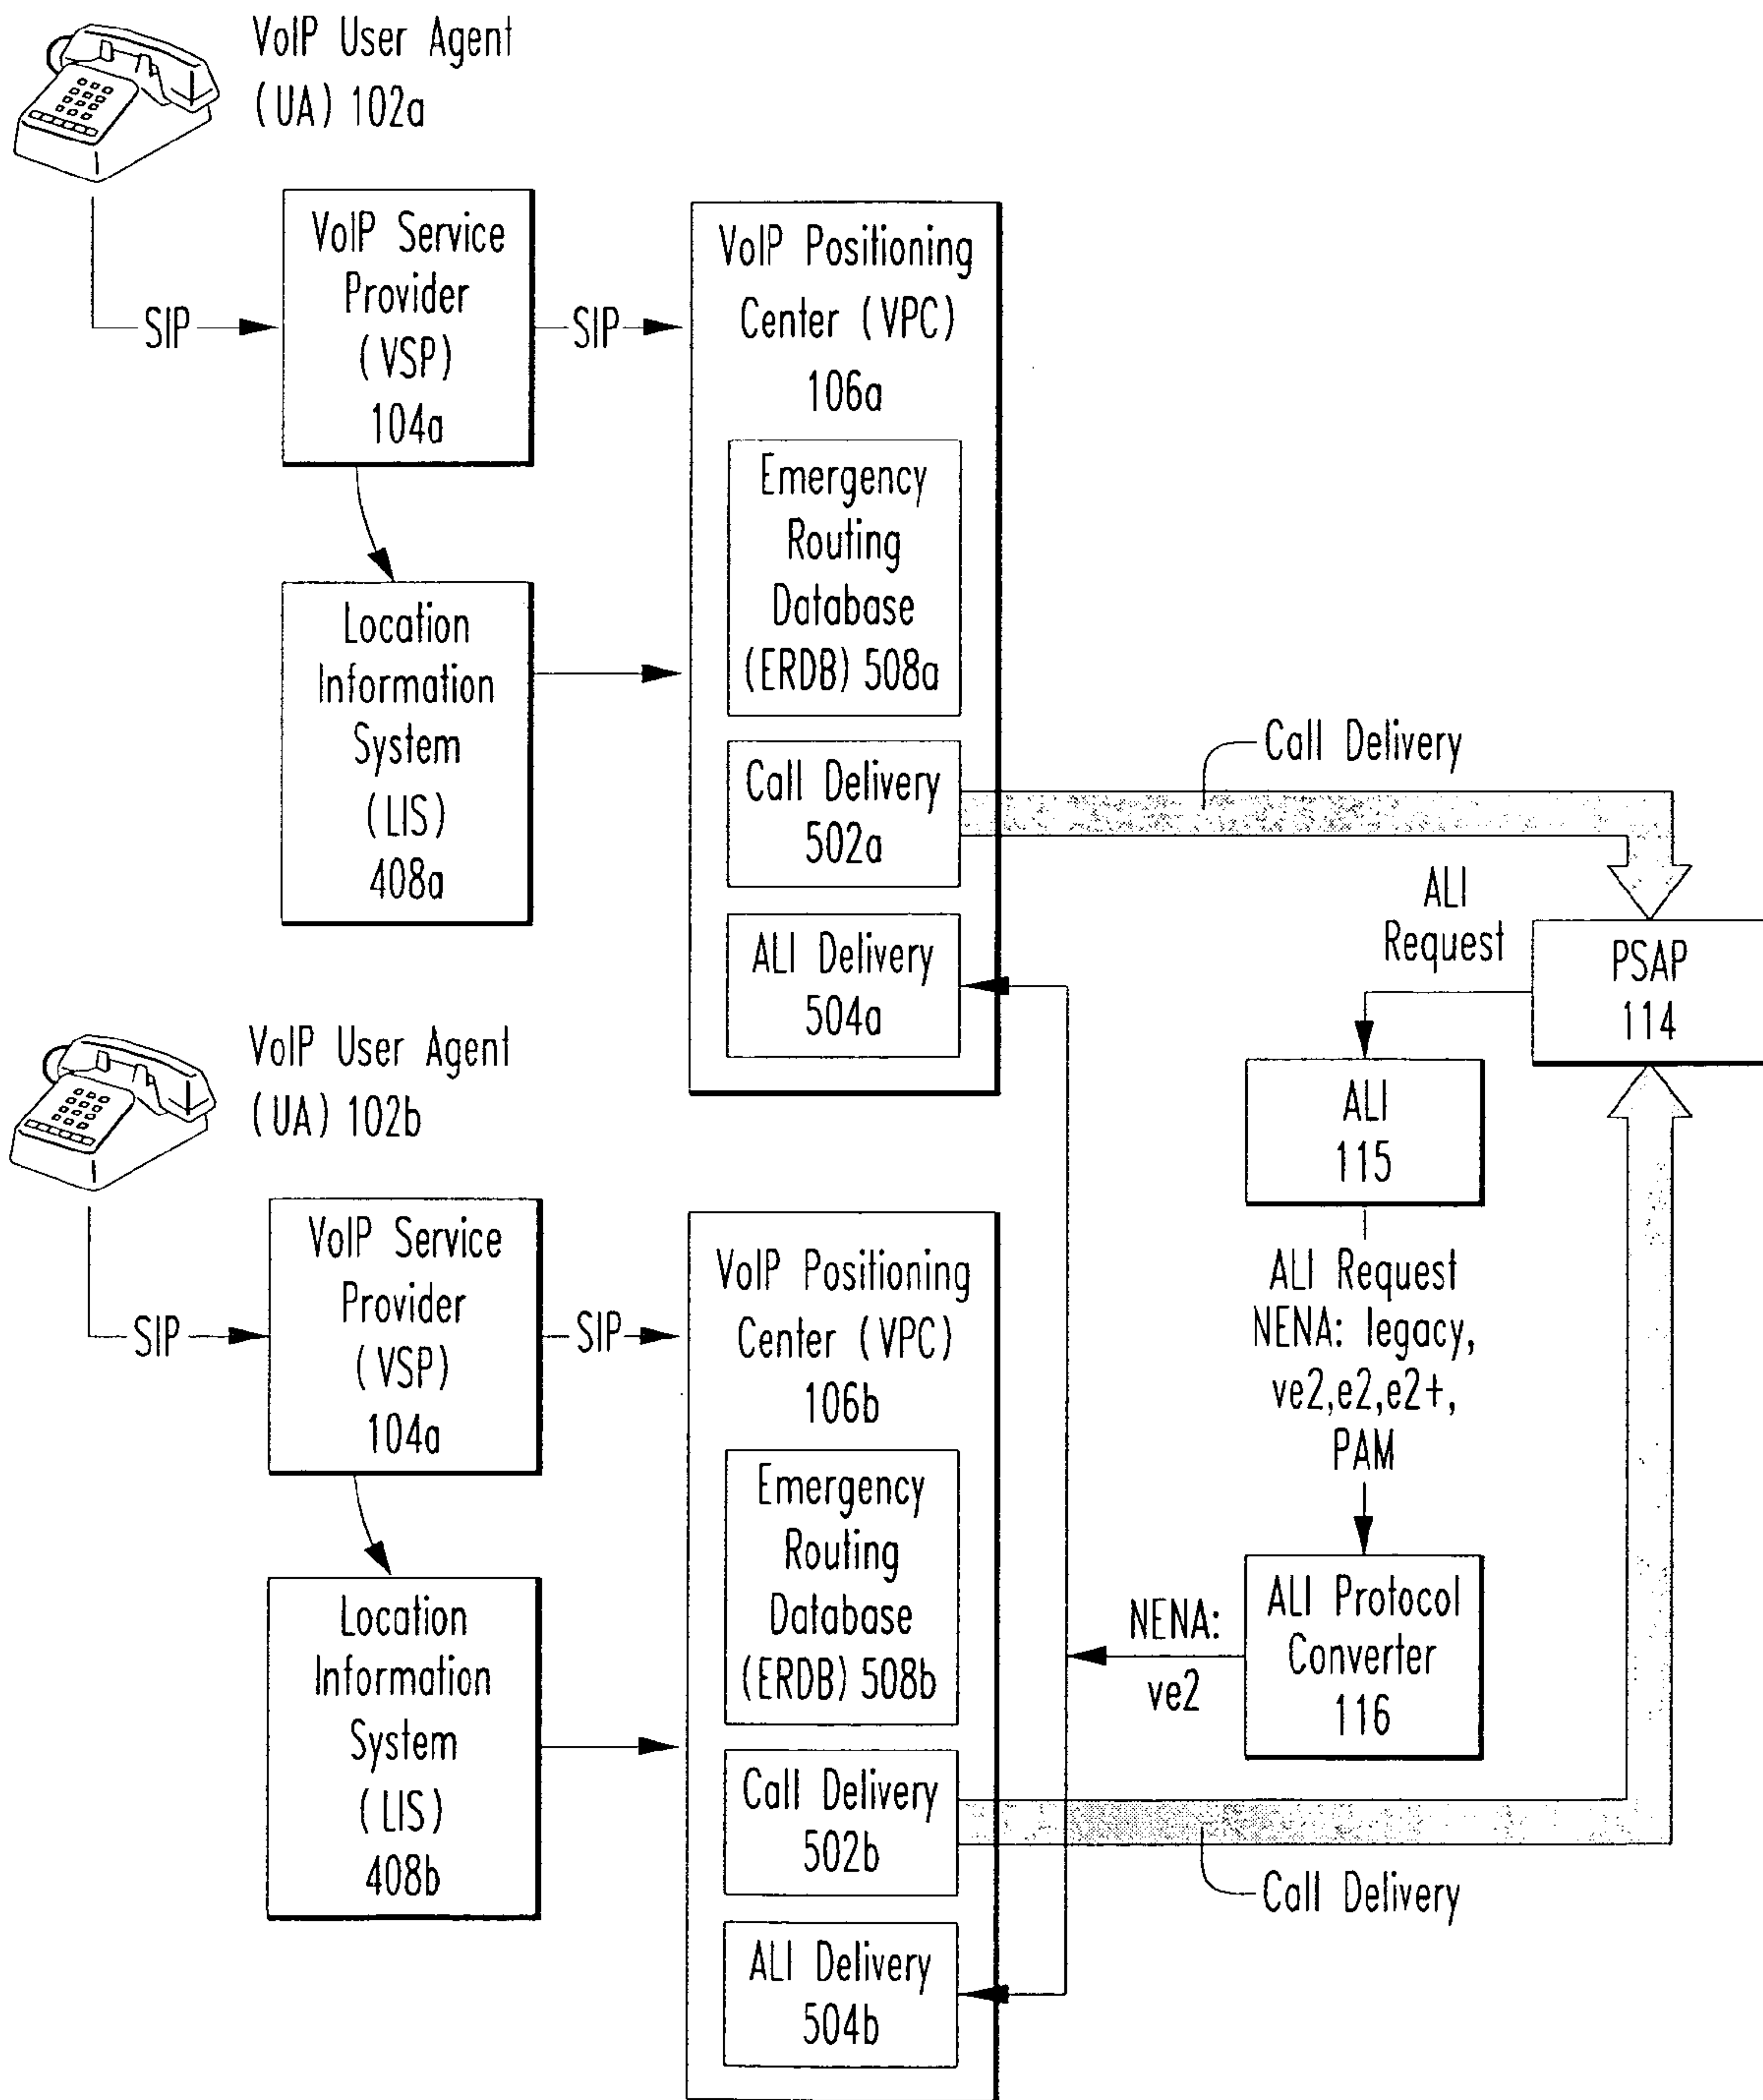 VoIP User Agent
(UA) 102a
VoIP Service
Provider
(VSP)
104a
SIP
SIP
VoIP Positioning
Center (VPC)
106a
Emergency
Routing
Database
(ERDB) 508a
Location
Information
System
(LIS)
408a
Call Delivery
502a
Call Delivery
ALI Delivery
504a
ALI
Request
PSAP
114
ALI
115
ALI Request
NENA: legacy,
ve2,e2,e2+,
PAM
ALI Protocol
Converter
116
NENA:
ve2
VoIP User Agent
(UA) 102b
VoIP Service
Provider
(VSP)
104a
SIP
SIP
VoIP Positioning
Center (VPC)
106b
Emergency
Routing
Database
(ERDB) 508b
Location
Information
System
(LIS)
408b
Call Delivery
502b
Call Delivery
ALI Delivery
504b